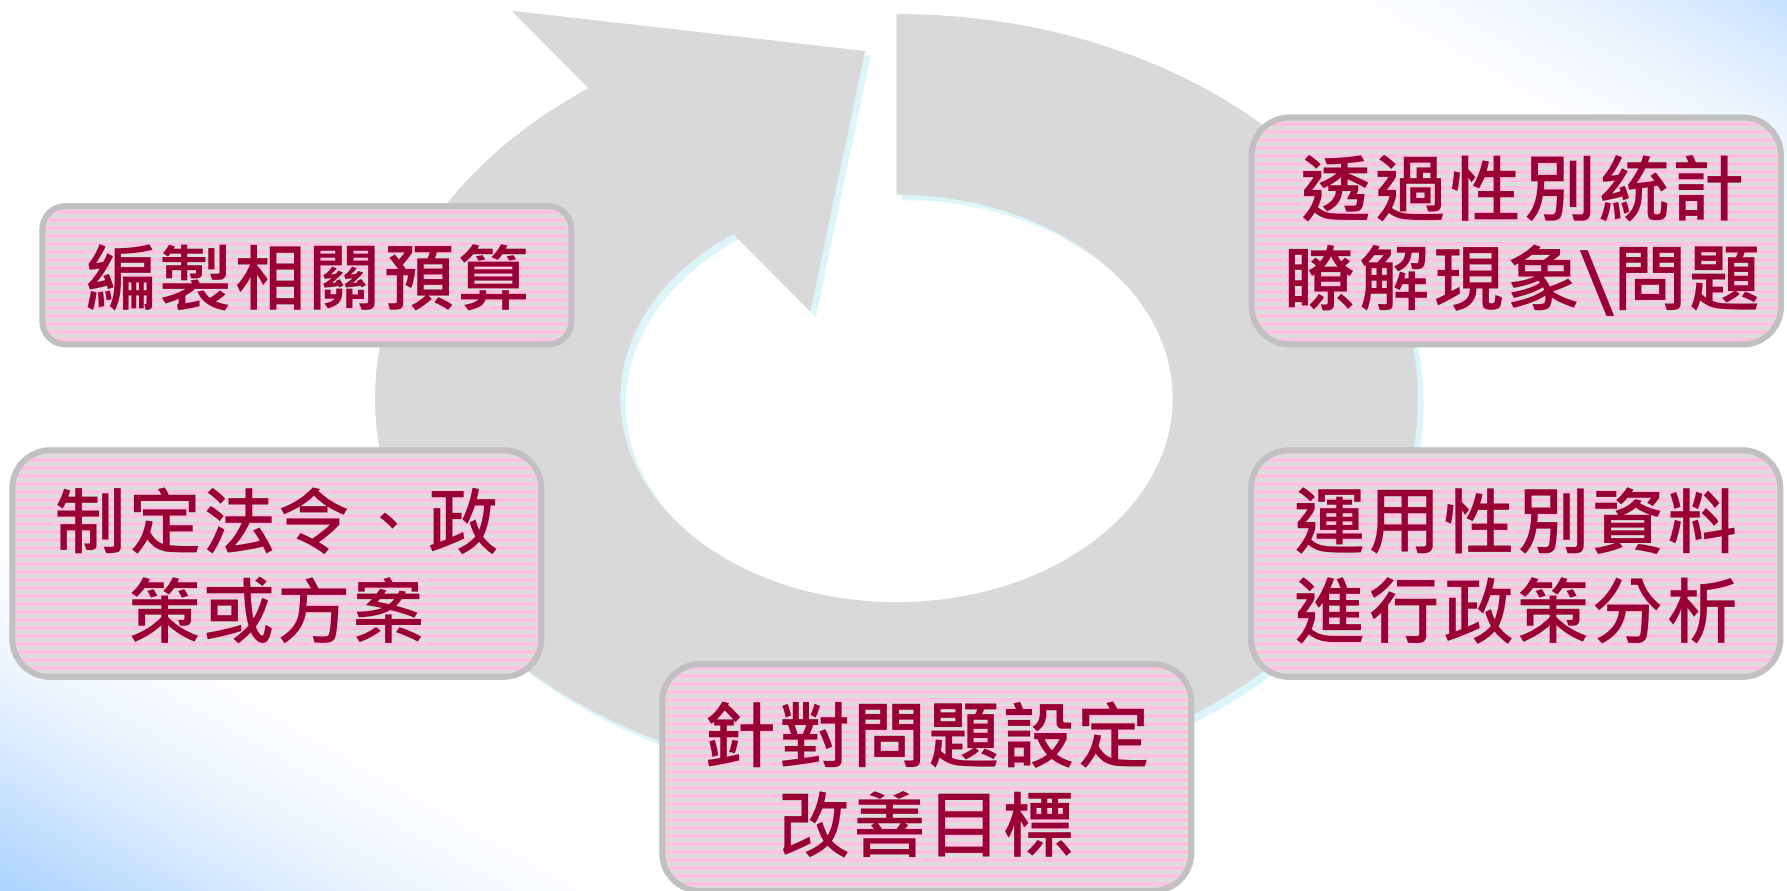 透過性別統計
瞭解現象\問題
運用性別資料
進行政策分析
針對問題設定
改善目標
制定法令、政
策或方案
編製相關預算